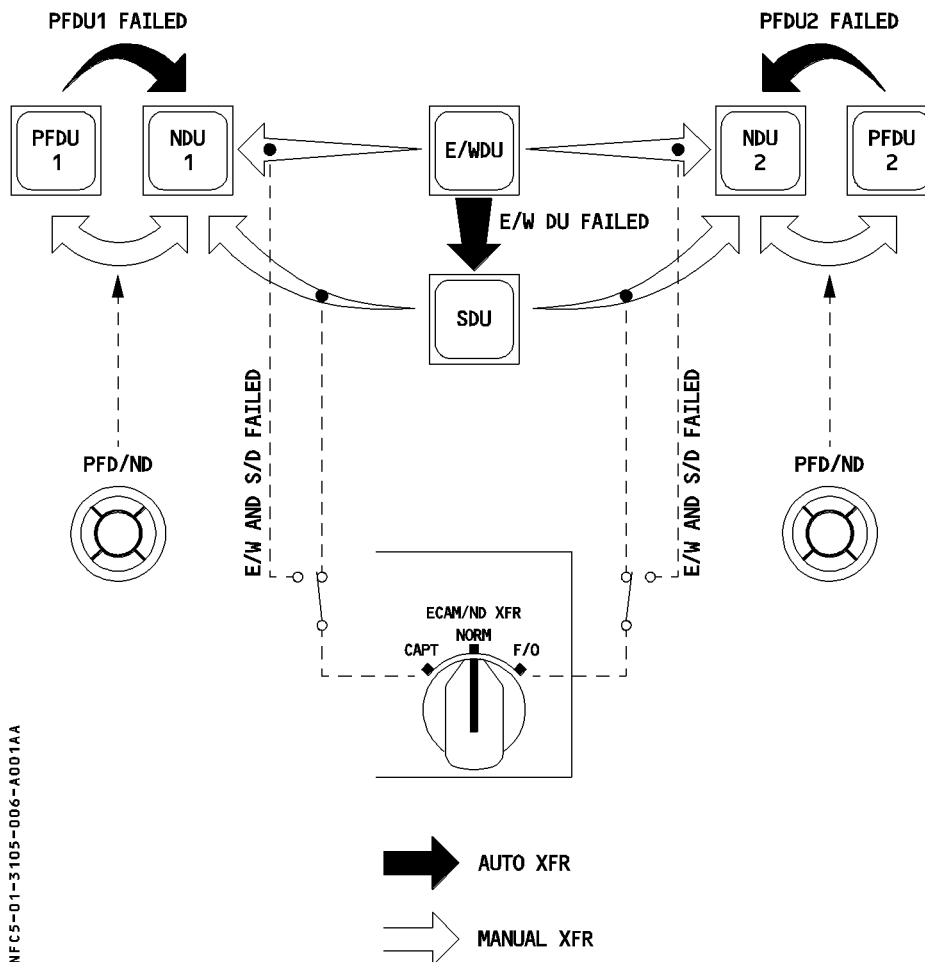 PFDU1 FAILED
PFDU2 FAILED
PFDU
1
NDU
1
E/WDU
NDU
2
PFDU
2
E/W DU FAILED
SDU
E/W AND S/D FAILED
E/W AND S/D FAILED
PFD/ND
PFD/ND
ECAM/ND XFR
NORM
CAPT
F/O
AUTO XFR
MANUAL XFR
NFC5-01-3105-006-A001AA